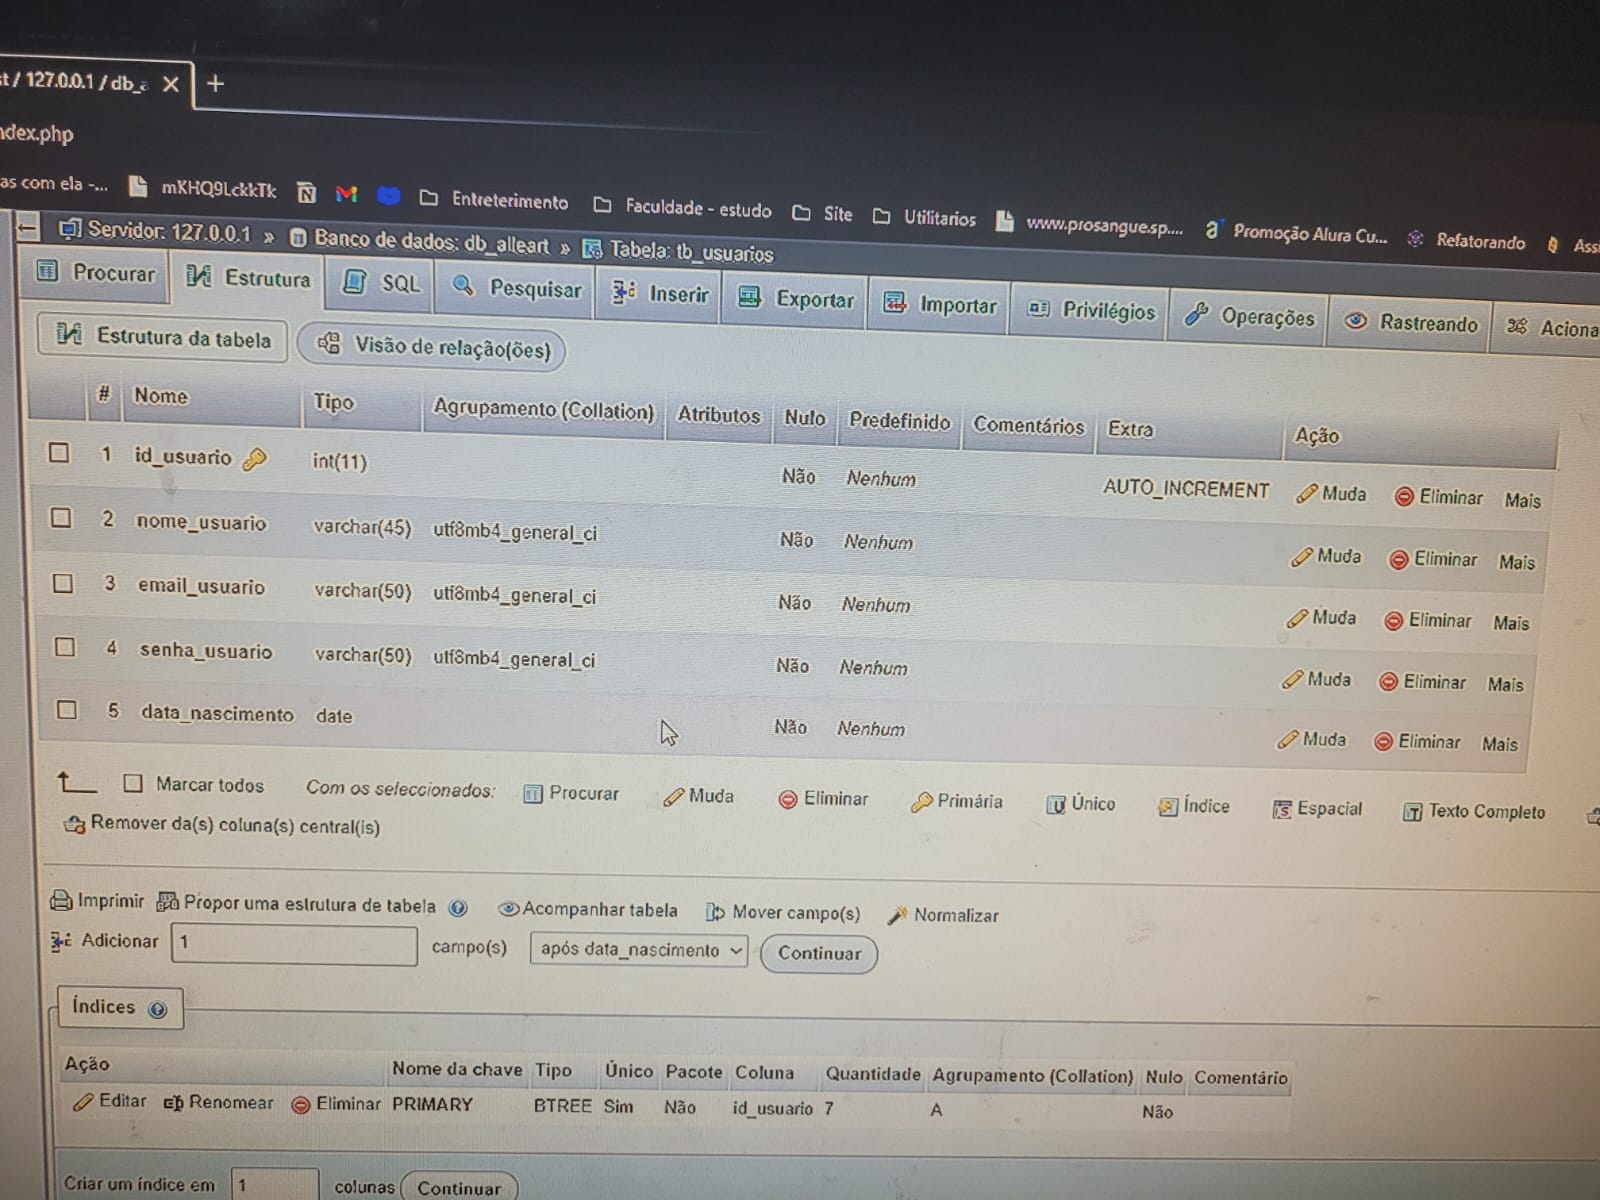 127.0.0.1 / db_a
ndex.php
as com ela -... mKHQ9LckkTk Entreterimento Faculdade - estudo Site Utilitarios www.prosangue.sp.... Promoção Alura Cu... Refatorando
Servidor: 127.0.0.1 » Banco de dados: db_alleart » Tabela: tb_usuarios
Procurar Estrutura SQL Pesquisar Inserir Exportar Importar Privilégios Operações Rastreando Aciona
Estrutura da tabela Visão de relação(ões)
# Nome Tipo Agrupamento (Collation) Atributos Nulo Predefinido Comentários Extra Ação
1 id_usuario int(11) Não Nenhum AUTO_INCREMENT Muda Eliminar Mais
2 nome_usuario varchar(45) utf8mb4_general_ci Não Nenhum Muda Eliminar Mais
3 email_usuario varchar(50) utf8mb4_general_ci Não Nenhum Muda Eliminar Mais
4 senha_usuario varchar(50) utf8mb4_general_ci Não Nenhum Muda Eliminar Mais
5 data_nascimento date Não Nenhum Muda Eliminar Mais
Marcar todos Com os seleccionados: Procurar Muda Eliminar Primária Único Índice Espacial Texto Completo
Remover da(s) coluna(s) central(is)
Imprimir Propor uma estrutura de tabela Acompanhar tabela Mover campo(s) Normalizar
Adicionar 1 campo(s) após data_nascimento Continuar
Índices
Ação Nome da chave Tipo Único Pacote Coluna Quantidade Agrupamento (Collation) Nulo Comentário
Editar Renomear Eliminar PRIMARY BTREE Sim Não id_usuario 7 A Não
Criar um índice em 1 colunas Continuar